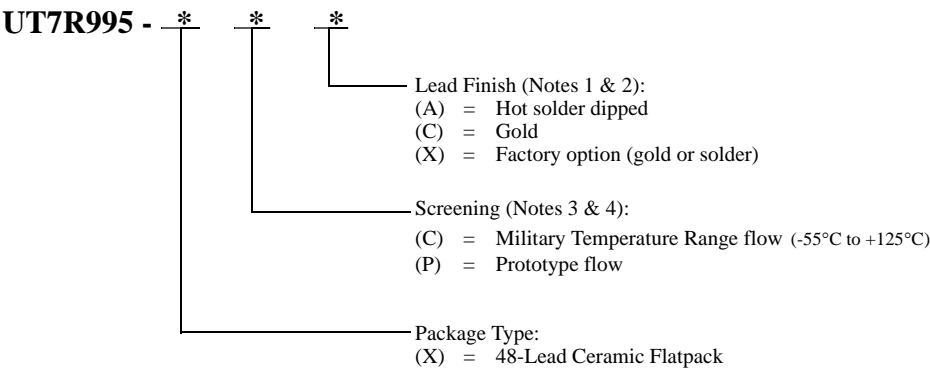 UT7R995 - * * *
Lead Finish (Notes 1 & 2):
(A) = Hot solder dipped
(C) = Gold
(X) = Factory option (gold or solder)
Screening (Notes 3 & 4):
(C) = Military Temperature Range flow (-55°C to +125°C)
(P) = Prototype flow
Package Type:
(X) = 48-Lead Ceramic Flatpack